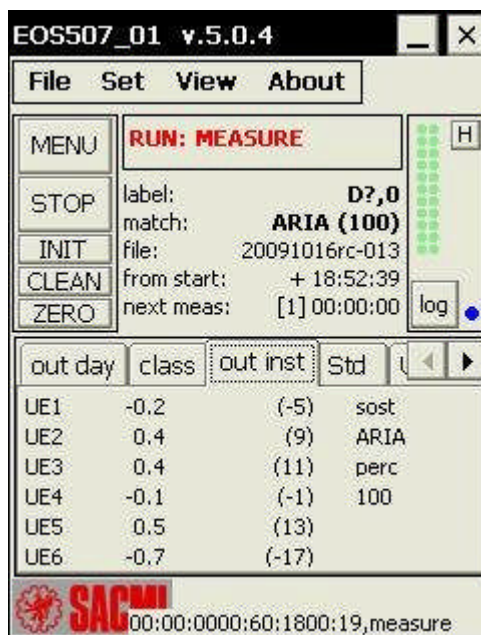 EOS507_01 v.5.0.4
File Set View About
MENU
RUN: MEASURE
H
STOP
label: D?,0
match: ARIA (100)
INIT
file: 20091016rc-013
CLEAN
from start: + 18:52:39
ZERO
next meas: [1] 00:00:00
log
out day class out inst Std
UE1 -0.2 (-5) sost
UE2 0.4 (9) ARIA
UE3 0.4 (11) perc
UE4 -0.1 (-1) 100
UE5 0.5 (13)
UE6 -0.7 (-17)
SACMI
00:00:0000:60:1800:19,measure